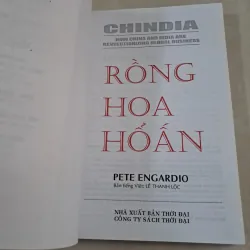 CHINDIA
HOW CHINA AND INDIA ARE
REVOLUTIONIZING GLOBAL BUSINESS
RỒNG
HOA
HỔ ẤN
PETE ENGARDIO
Bản tiếng Việt: LÊ THÀNH LỘC
NHÀ XUẤT BẢN THỜI ĐẠI
CÔNG TY SÁCH THỜI ĐẠI